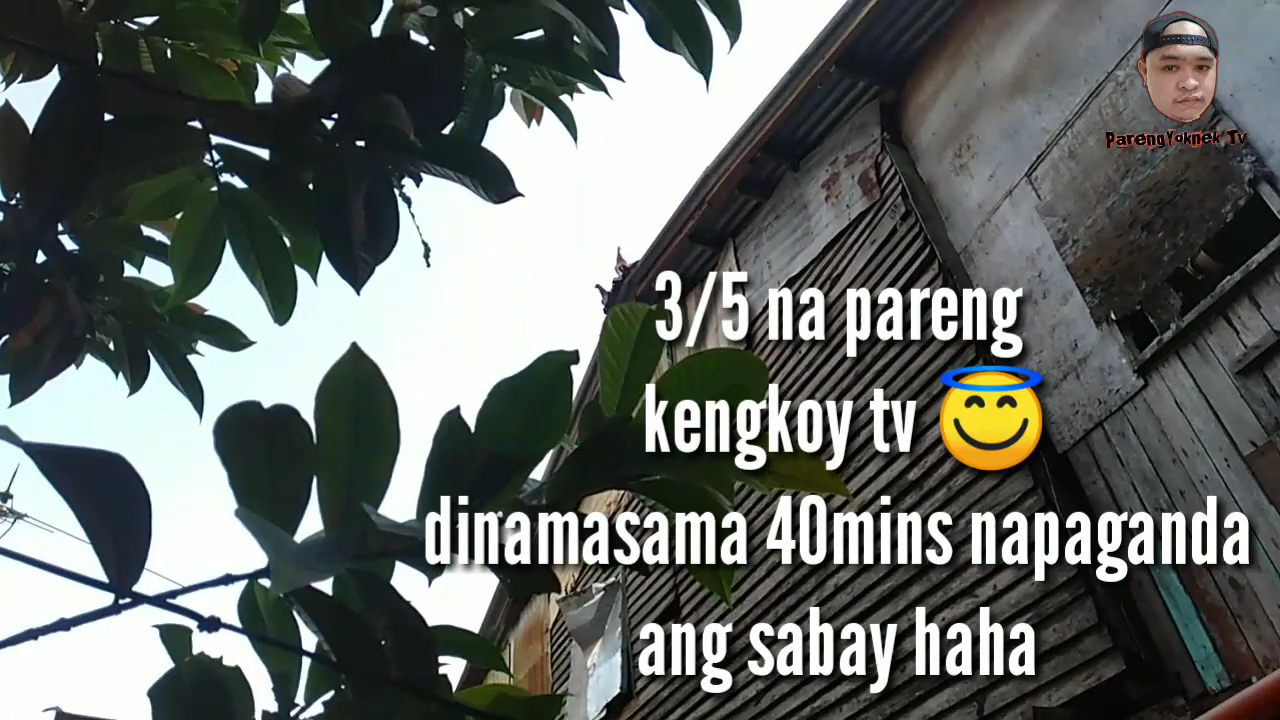 ParengYoknek Tv
3/5 na pareng
kengkoy tv 😇
dinamasama 40mins napaganda
ang sabay haha